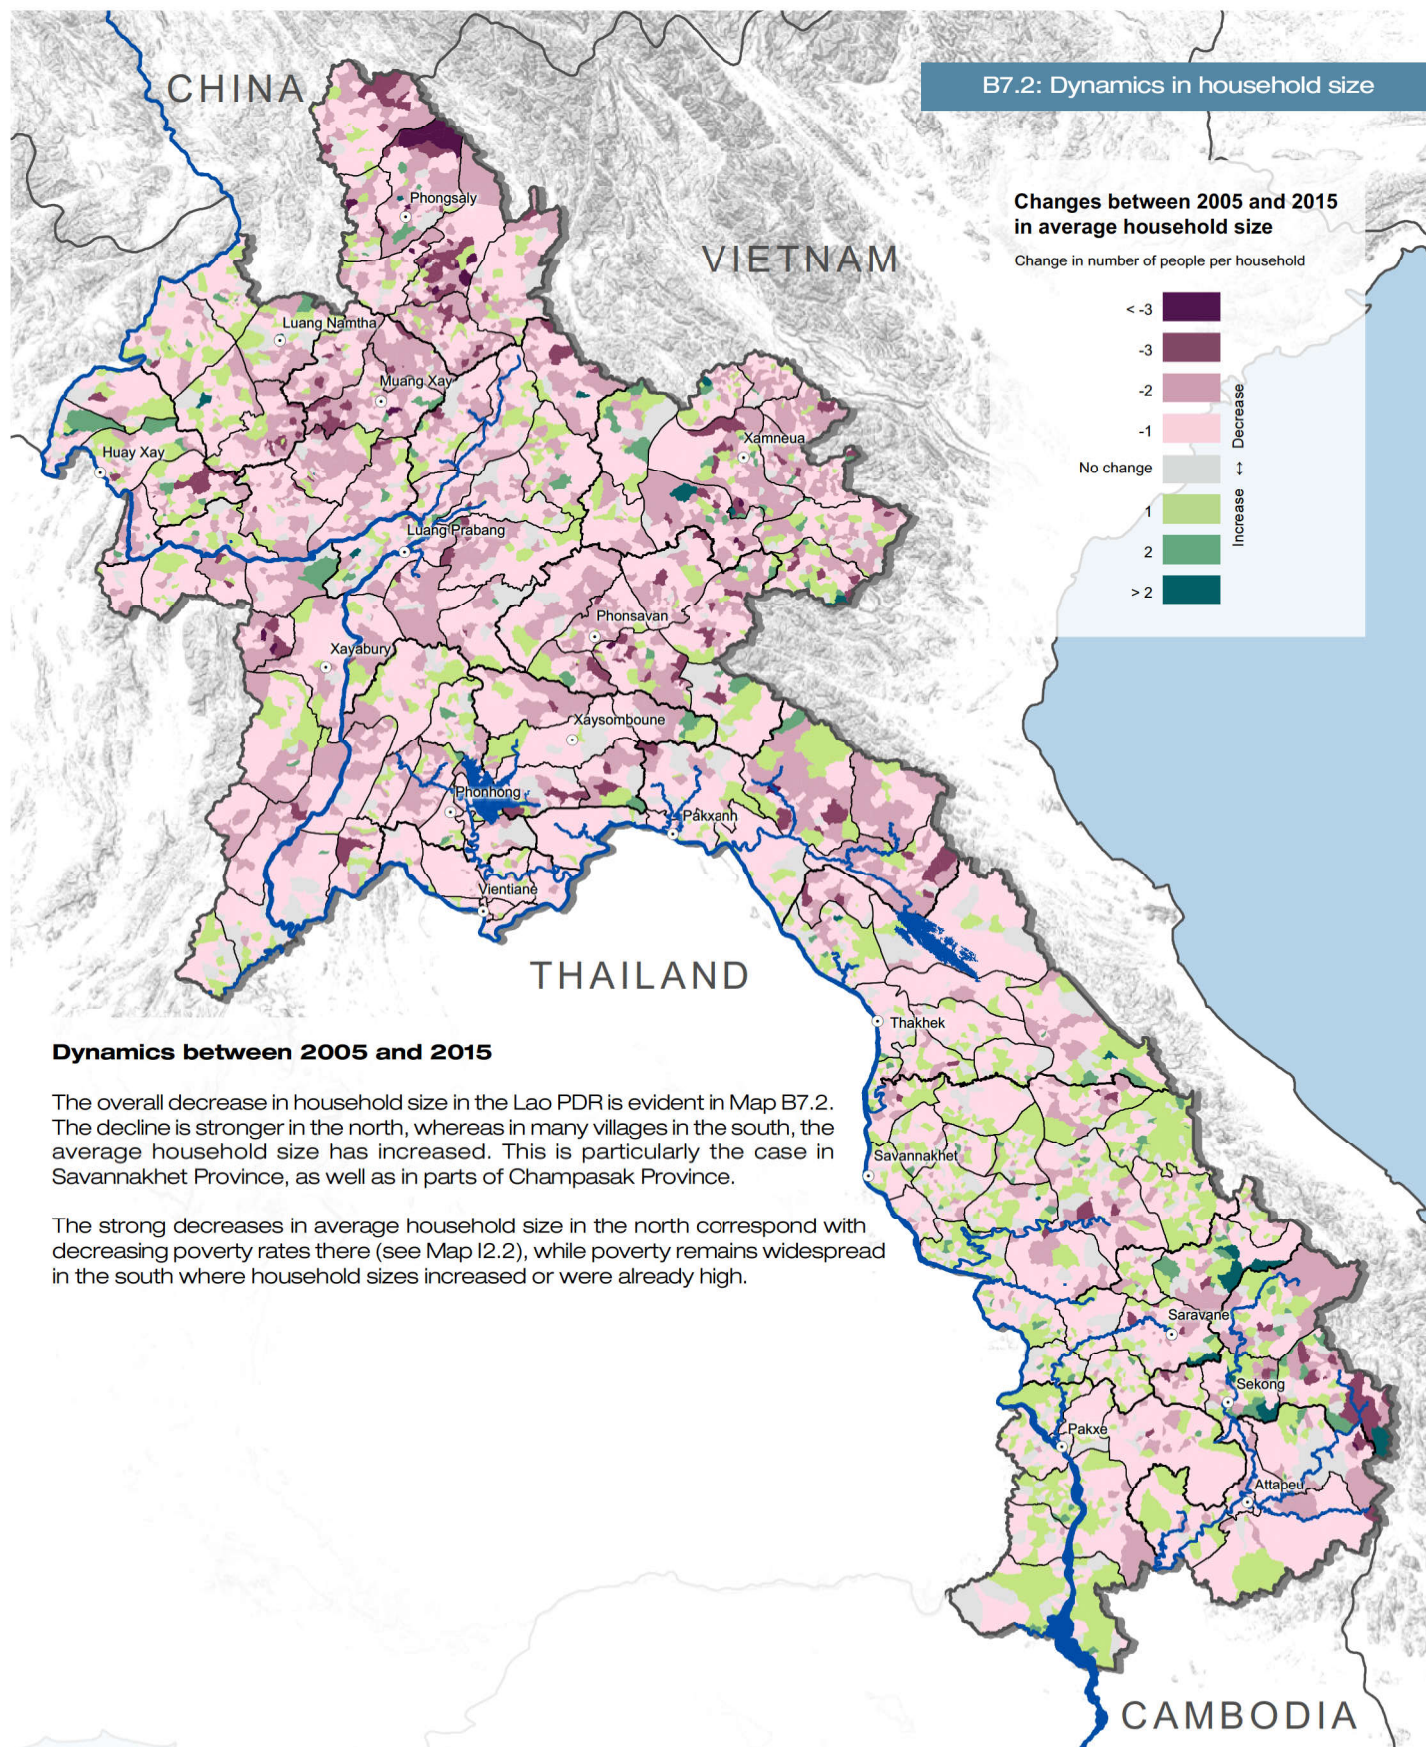 B7.2: Dynamics in household size
CHINA
VIETNAM
THAILAND
CAMBODIA
Changes between 2005 and 2015
in average household size
Change in number of people per household
< -3
-3
-2
-1
No change
1
2
> 2
Decrease
↔
Increase
Phongsaly
Luang Namtha
Muang Xay
Xamneua
Huay Xay
Luang Prabang
Phonsavan
Xayabury
Xaysomboune
Phonhong
Pakxanh
Vientiane
Thakhek
Savannakhet
Saravane
Sekong
Pakxe
Attapeu
Dynamics between 2005 and 2015
The overall decrease in household size in the Lao PDR is evident in Map B7.2.
The decline is stronger in the north, whereas in many villages in the south, the
average household size has increased. This is particularly the case in
Savannakhet Province, as well as in parts of Champasak Province.
The strong decreases in average household size in the north correspond with
decreasing poverty rates there (see Map I2.2), while poverty remains widespread
in the south where household sizes increased or were already high.